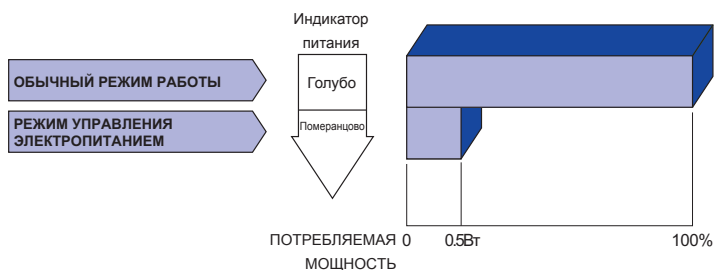 Индикатор
питания
ОБЫЧНЫЙ РЕЖИМ РАБОТЫ
Голубо
РЕЖИМ УПРАВЛЕНИЯ
ЭЛЕКТРОПИТАНИЕМ
Померанцово
ПОТРЕБЛЯЕМАЯ
МОЩНОСТЬ
0
0.5Вт
100%